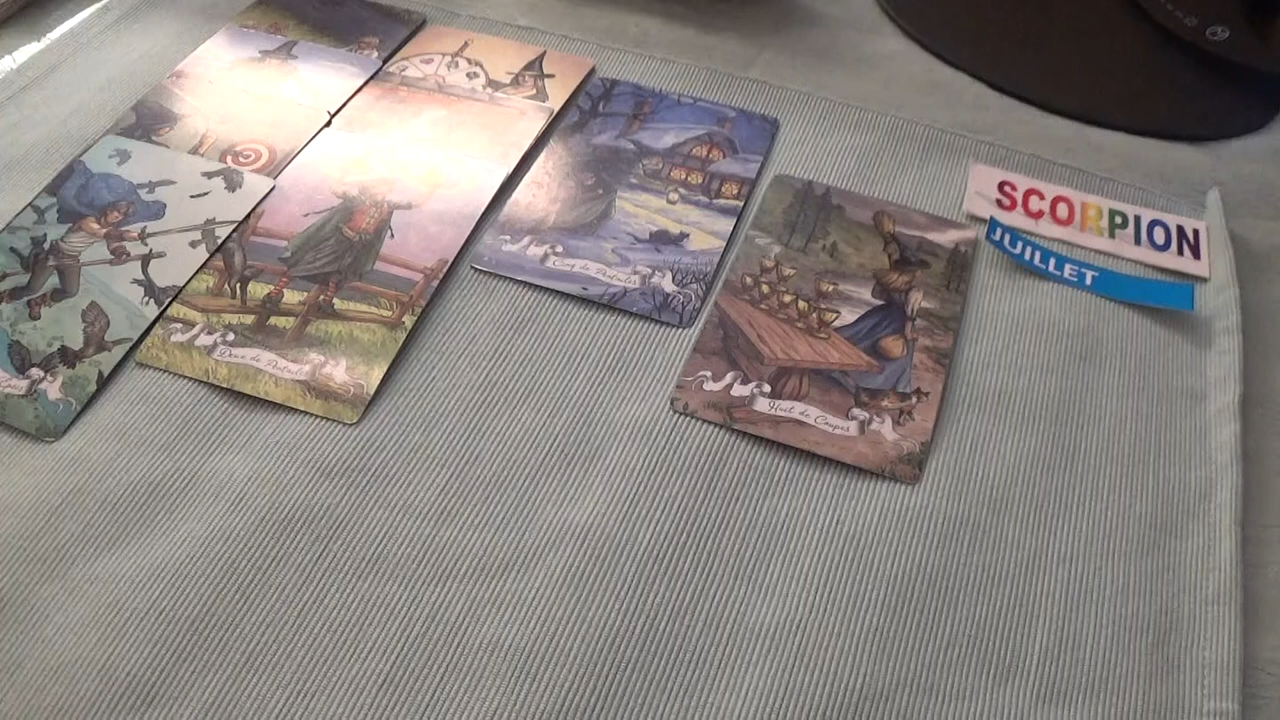 SCORPION
JUILLET
Cinq de Pentacles
Huit de Coupes
Deux de Pentacles